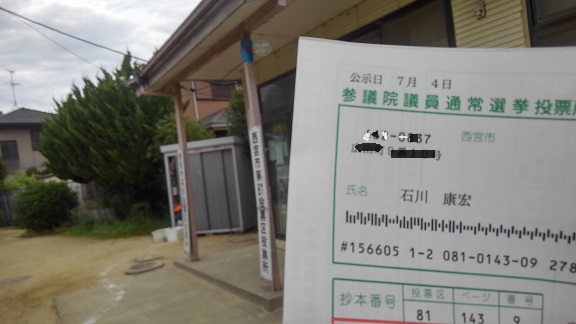 公示日 7月 4日
参議院議員通常選挙投票
西宮市
氏名 石川 康宏
#156605 1-2 081-0143-09 278
抄本番号 投票区 ページ 番号
81 143 9